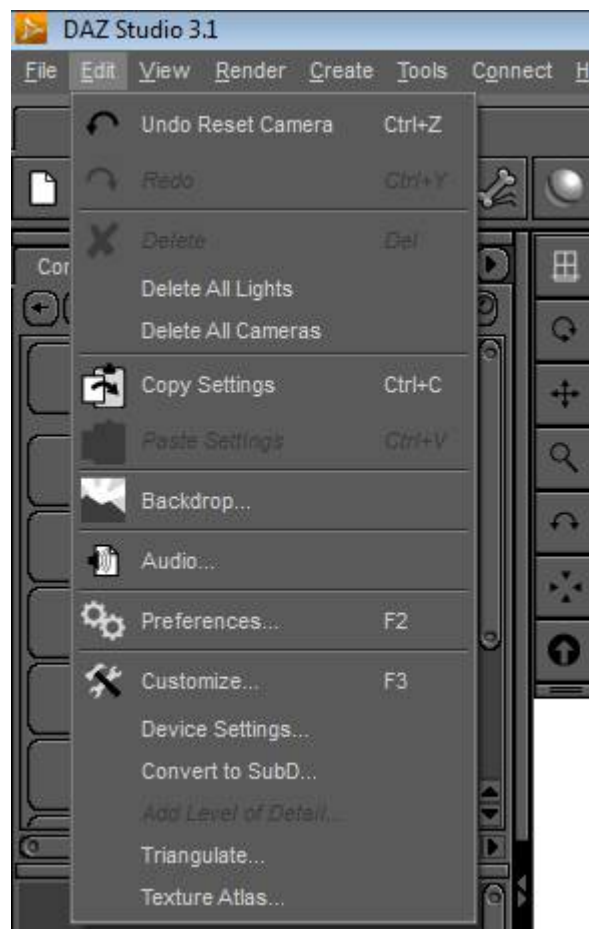 DAZ Studio 3.1
File Edit View Render Create Tools Connect H
Undo Reset Camera Ctrl+Z
Redo Ctrl+Y
Delete Del
Cor
Delete All Lights
Delete All Cameras
Copy Settings Ctrl+C
Paste Settings Ctrl+V
Backdrop...
Audio...
Preferences... F2
Customize... F3
Device Settings...
Convert to SubD...
Add Level of Detail...
Triangulate...
Texture Atlas...